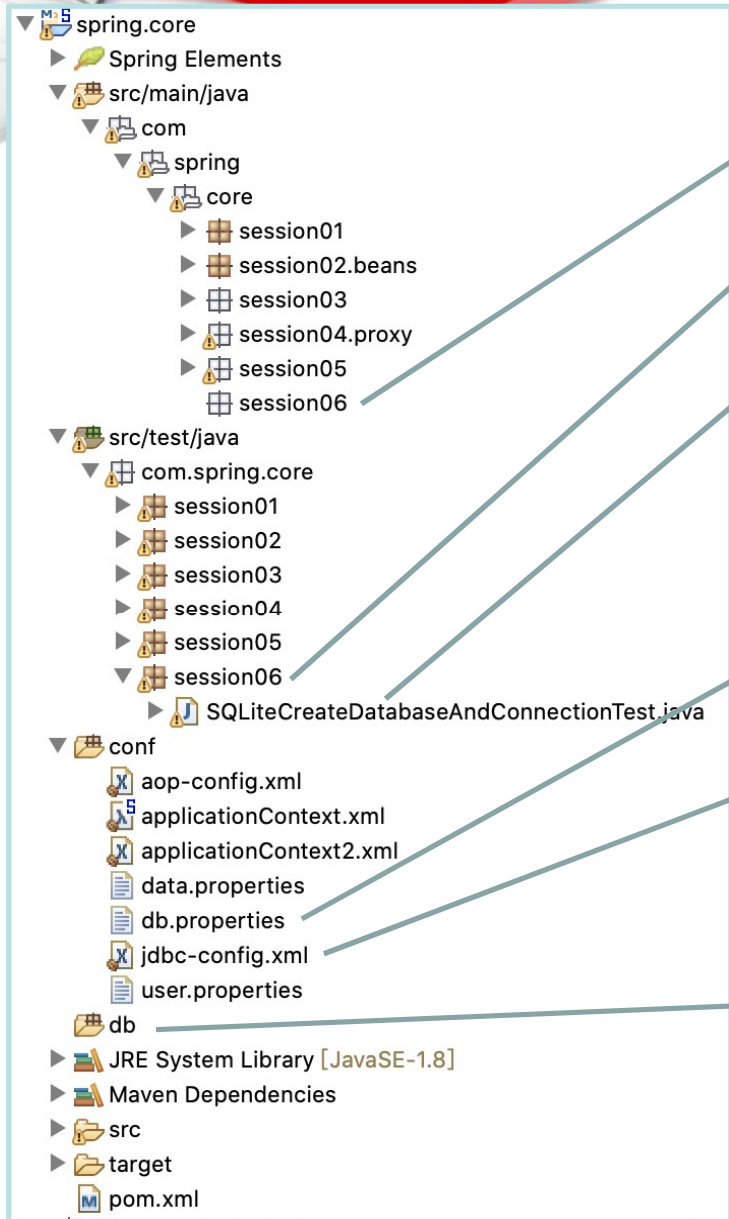 spring.core
Spring Elements
src/main/java
com
spring
core
session01
session02.beans
session03
session04.proxy
session05
session06
src/test/java
com.spring.core
session01
session02
session03
session04
session05
session06
SQLiteCreateDatabaseAndConnectionTest.java
conf
aop-config.xml
applicationContext.xml
applicationContext2.xml
data.properties
db.properties
jdbc-config.xml
user.properties
db
JRE System Library [JavaSE-1.8]
Maven Dependencies
src
target
pom.xml